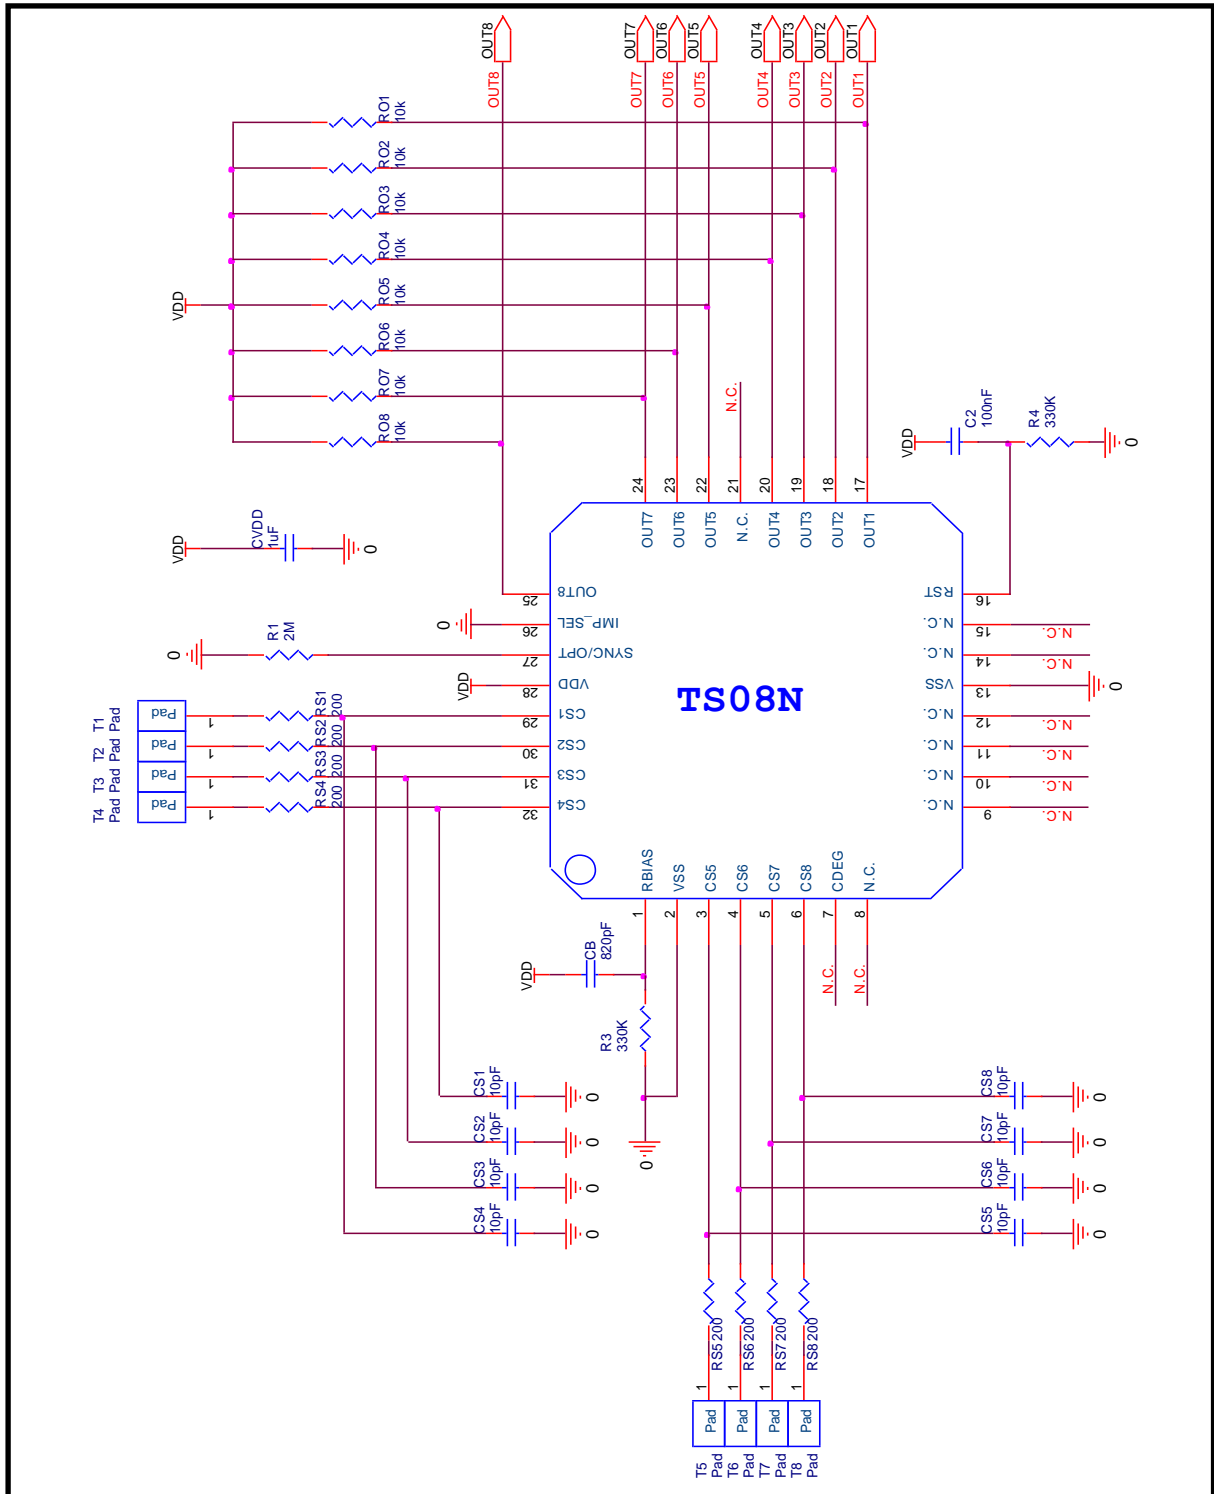 OUT8
OUT7
OUT6
OUT5
OUT4
OUT3
OUT2
OUT1
OUT8
OUT7
OUT6
OUT5
OUT4
OUT3
OUT2
OUT1
RO1
10k
RO2
10k
RO3
10k
RO4
10k
RO5
10k
RO6
10k
RO7
10k
RO8
10k
VDD
N.C.
VDD
C2
100nF
R4
330K
0
24
23
22
21
20
19
18
17
OUT7
OUT6
OUT5
N.C.
OUT4
OUT3
OUT2
OUT1
VDD
CVDD
1uF
0
25
OUT8
26
IMP_SEL
0
27
SYNC/OPT
R1
2M
0
28
VDD
VDD
29
CS1
30
CS2
31
CS3
32
CS4
RST
16
N.C.
15
N.C.
N.C.
14
N.C.
VSS
13
0
N.C.
12
N.C.
N.C.
11
N.C.
N.C.
10
N.C.
N.C.
9
N.C.
TS08N
T1
Pad
Pad
1
RS1
200
T2
Pad
Pad
1
RS2
200
T3
Pad
Pad
1
RS3
200
T4
Pad
Pad
1
RS4
200
RBIAS
VSS
CS5
CS6
CS7
CS8
CDEG
N.C.
1
2
3
4
5
6
7
8
VDD
CB
820pF
R3
330K
0
N.C.
N.C.
CS1
10pF
0
CS2
10pF
0
CS3
10pF
0
CS4
10pF
0
CS8
10pF
0
CS7
10pF
0
CS6
10pF
0
CS5
10pF
0
RS5 200
RS6 200
RS7 200
RS8 200
1
1
1
1
Pad
Pad
Pad
Pad
T5
Pad
T6
Pad
T7
Pad
T8
Pad